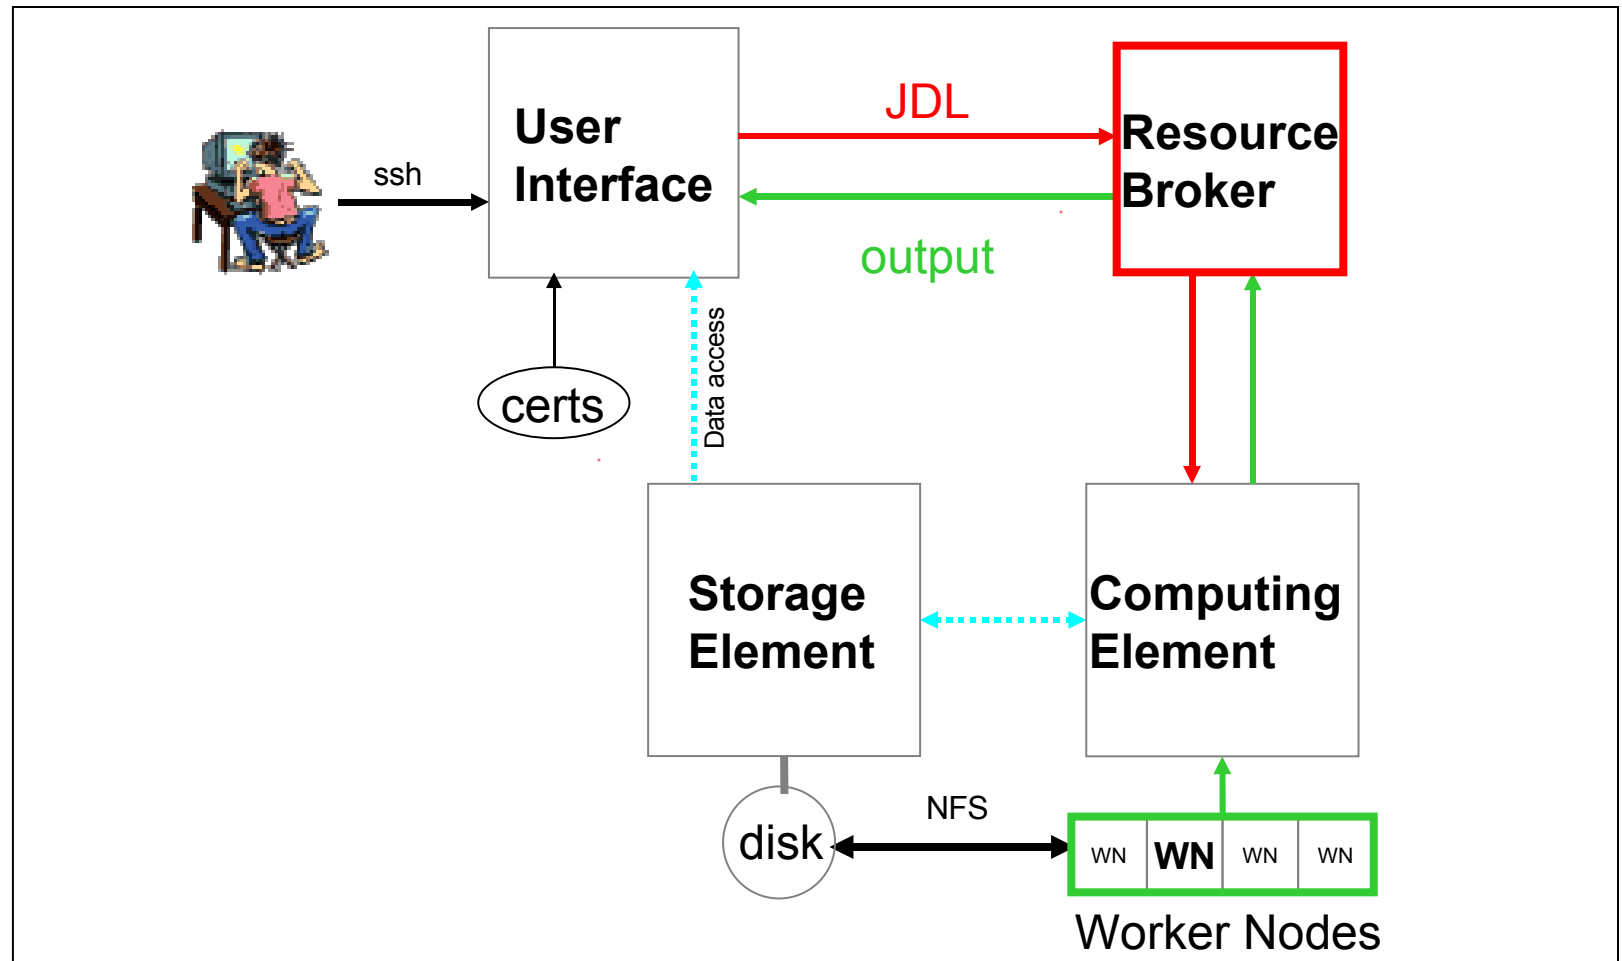 User
Interface
JDL
Resource
Broker
ssh
output
certs
Data access
Storage
Element
Computing
Element
NFS
disk
WN
WN
WN
WN
Worker Nodes